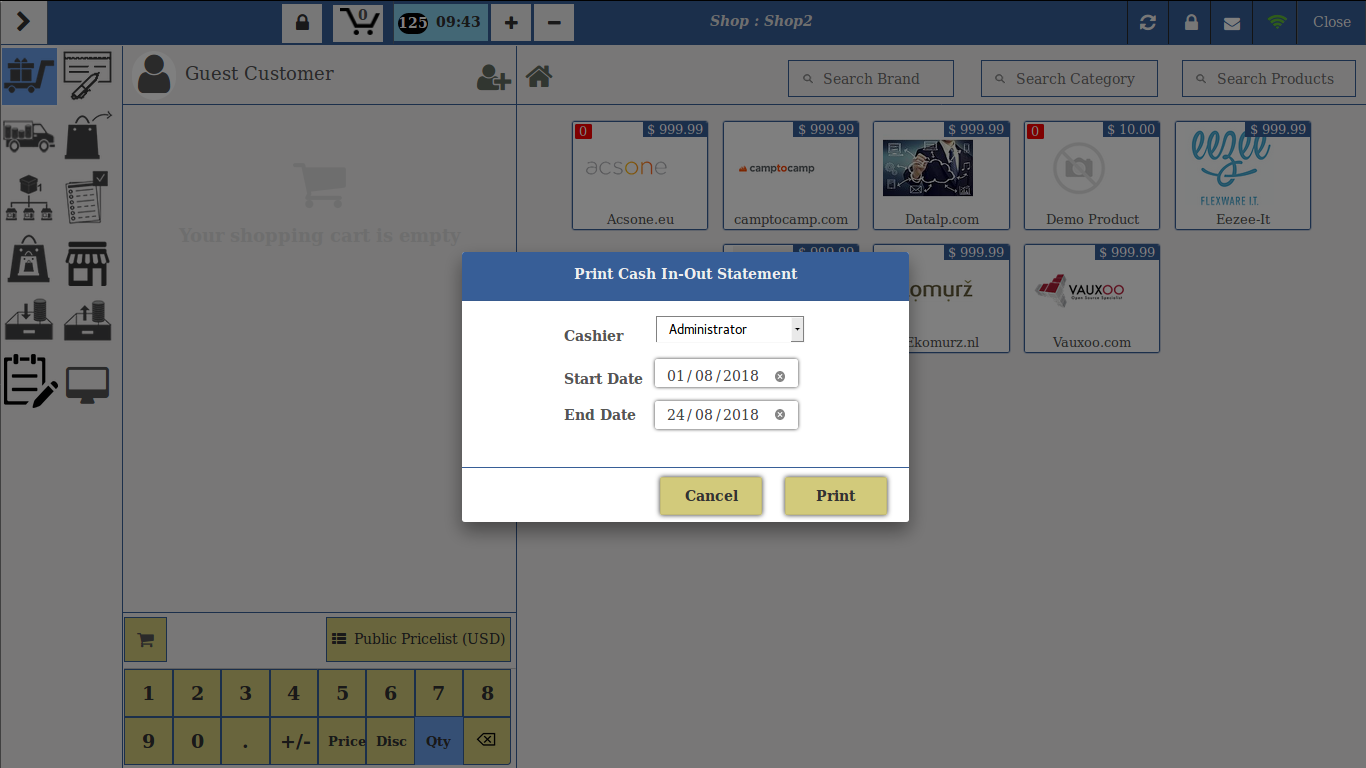 0
125 09:43
+
−
Shop : Shop2
Close
Guest Customer
Search Brand
Search Category
Search Products
Your shopping cart is empty
0 $ 999.99
acsone
Acsone.eu
$ 999.99
camptocamp
camptocamp.com
$ 999.99
Datalp.com
0 $ 10.00
Demo Product
$ 999.99
eezee
FLEXWARE I.T.
Eezee-It
$ 999.99
$ 999.99
omurž
Ekomurz.nl
$ 999.99
VAUXOO
Open Source Specialist
Vauxoo.com
1
Print Cash In-Out Statement
Cashier Administrator
Start Date 01/08/2018
End Date 24/08/2018
Cancel Print
Public Pricelist (USD)
1 2 3 4 5 6 7 8
9 0 . +/- Price Disc Qty